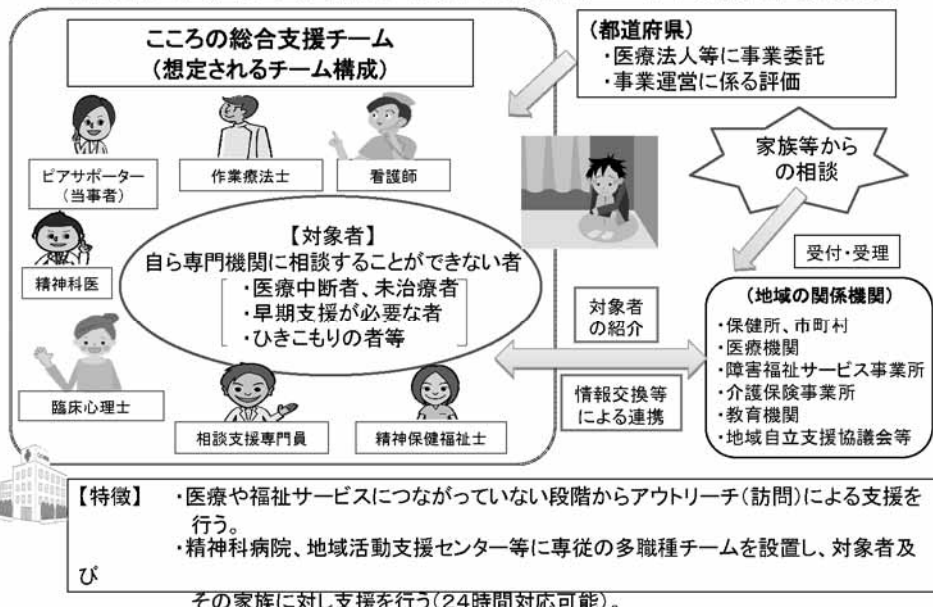 こころの総合支援チーム
(想定されるチーム構成)
(都道府県)
・医療法人等に事業委託
・事業運営に係る評価
家族等から
の相談
ピアサポーター
(当事者)
作業療法士
看護師
精神科医
【対象者】
自ら専門機関に相談することができない者
・医療中断者、未治療者
・早期支援が必要な者
・ひきこもりの者等
受付・受理
対象者
の紹介
情報交換等
による連携
(地域の関係機関)
・保健所、市町村
・医療機関
・障害福祉サービス事業所
・介護保険事業所
・教育機関
・地域自立支援協議会等
臨床心理士
相談支援専門員
精神保健福祉士
【特徴】 ・医療や福祉サービスにつながっていない段階からアウトリーチ(訪問)による支援を
行う。
・精神科病院、地域活動支援センター等に専従の多職種チームを設置し、対象者及
び
その家族に対し支援を行う(24時間対応可能)。